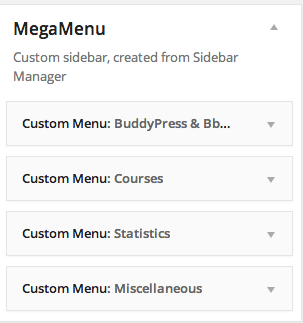 MegaMenu
Custom sidebar, created from Sidebar
Manager
Custom Menu: BuddyPress & Bb...
Custom Menu: Courses
Custom Menu: Statistics
Custom Menu: Miscellaneous